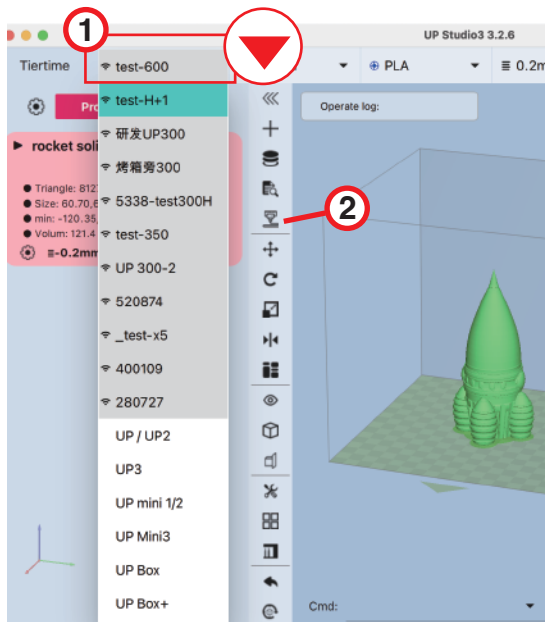 UP Studio3 3.2.6
1
Tiertime
test-600
PLA
0.2m
Pro
test-H+1
Operate log:
研发UP300
rocket soli
烤箱旁300
Triangle: 812
Size: 60.70,6
min: -120.35,
Volum: 121.4
5338-test300H
2
test-350
-0.2mm
UP 300-2
520874
_test-x5
400109
280727
UP / UP2
UP3
UP mini 1/2
UP Mini3
UP Box
UP Box+
Cmd: